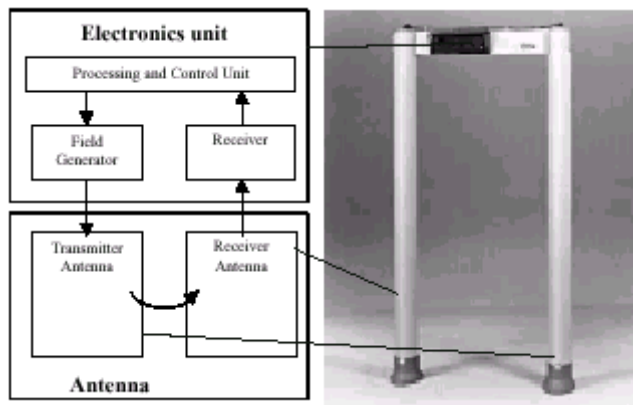 Electronics unit
Processing and Control Unit
Field
Generator
Receiver
Transmitter
Antenna
Receiver
Antenna
Antenna